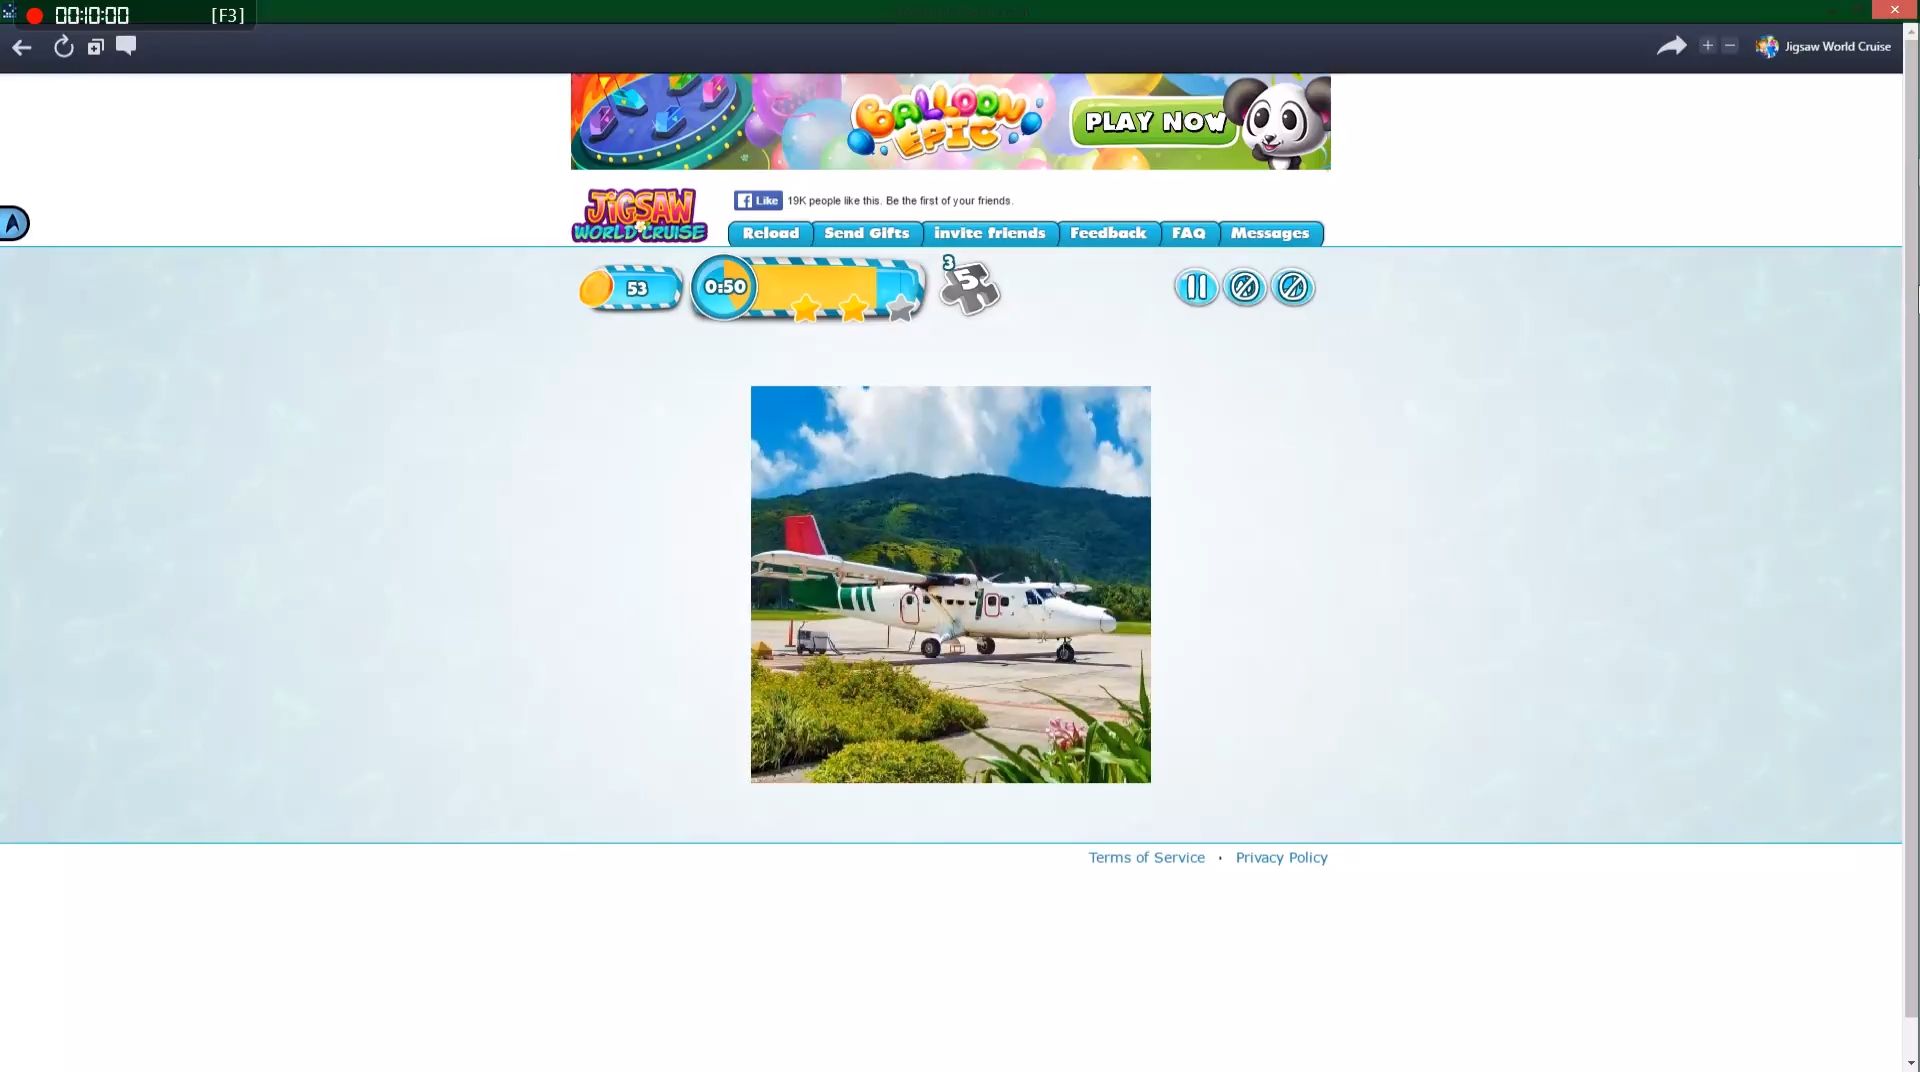 00:10:00 [F3]
Jigsaw World Cruise
BALLOON
EPIC
PLAY NOW
JIGSAW
WORLD CRUISE
Like 19K people like this. Be the first of your friends.
Reload Send Gifts invite friends Feedback FAQ Messages
53
0:50
3
5
Terms of Service · Privacy Policy